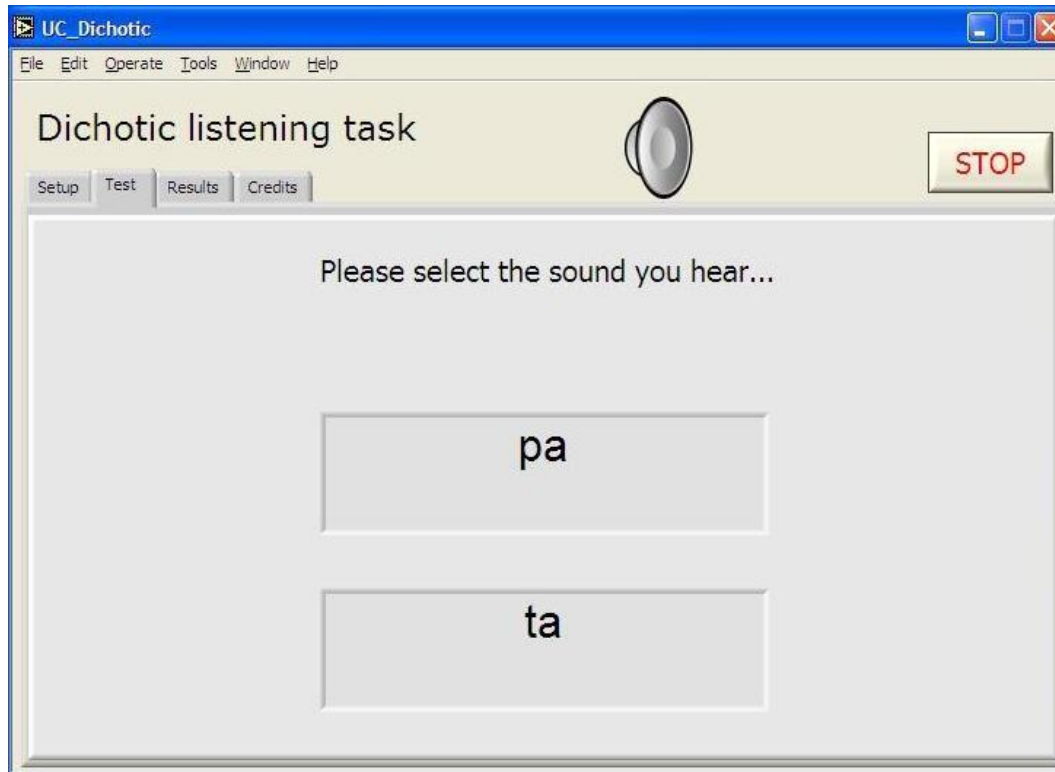 UC_Dichotic
File Edit Operate Tools Window Help
Dichotic listening task
STOP
Setup Test Results Credits
Please select the sound you hear...
pa
ta